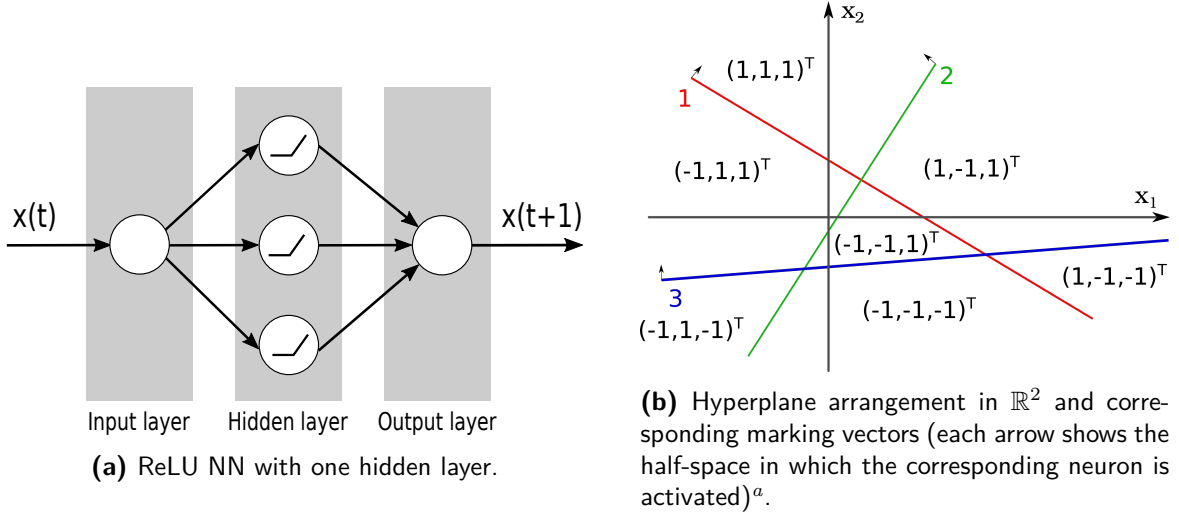 x(t)
x(t+1)
Input layer
Hidden layer
Output layer
(a) ReLU NN with one hidden layer.
x₂
(1,1,1)ᵀ
2
1
(-1,1,1)ᵀ
(1,-1,1)ᵀ
x₁
(-1,-1,1)ᵀ
(1,-1,-1)ᵀ
3
(-1,-1,-1)ᵀ
(-1,1,-1)ᵀ
(b) Hyperplane arrangement in ℝ² and corre-
sponding marking vectors (each arrow shows the
half-space in which the corresponding neuron is
activated)ᵃ.